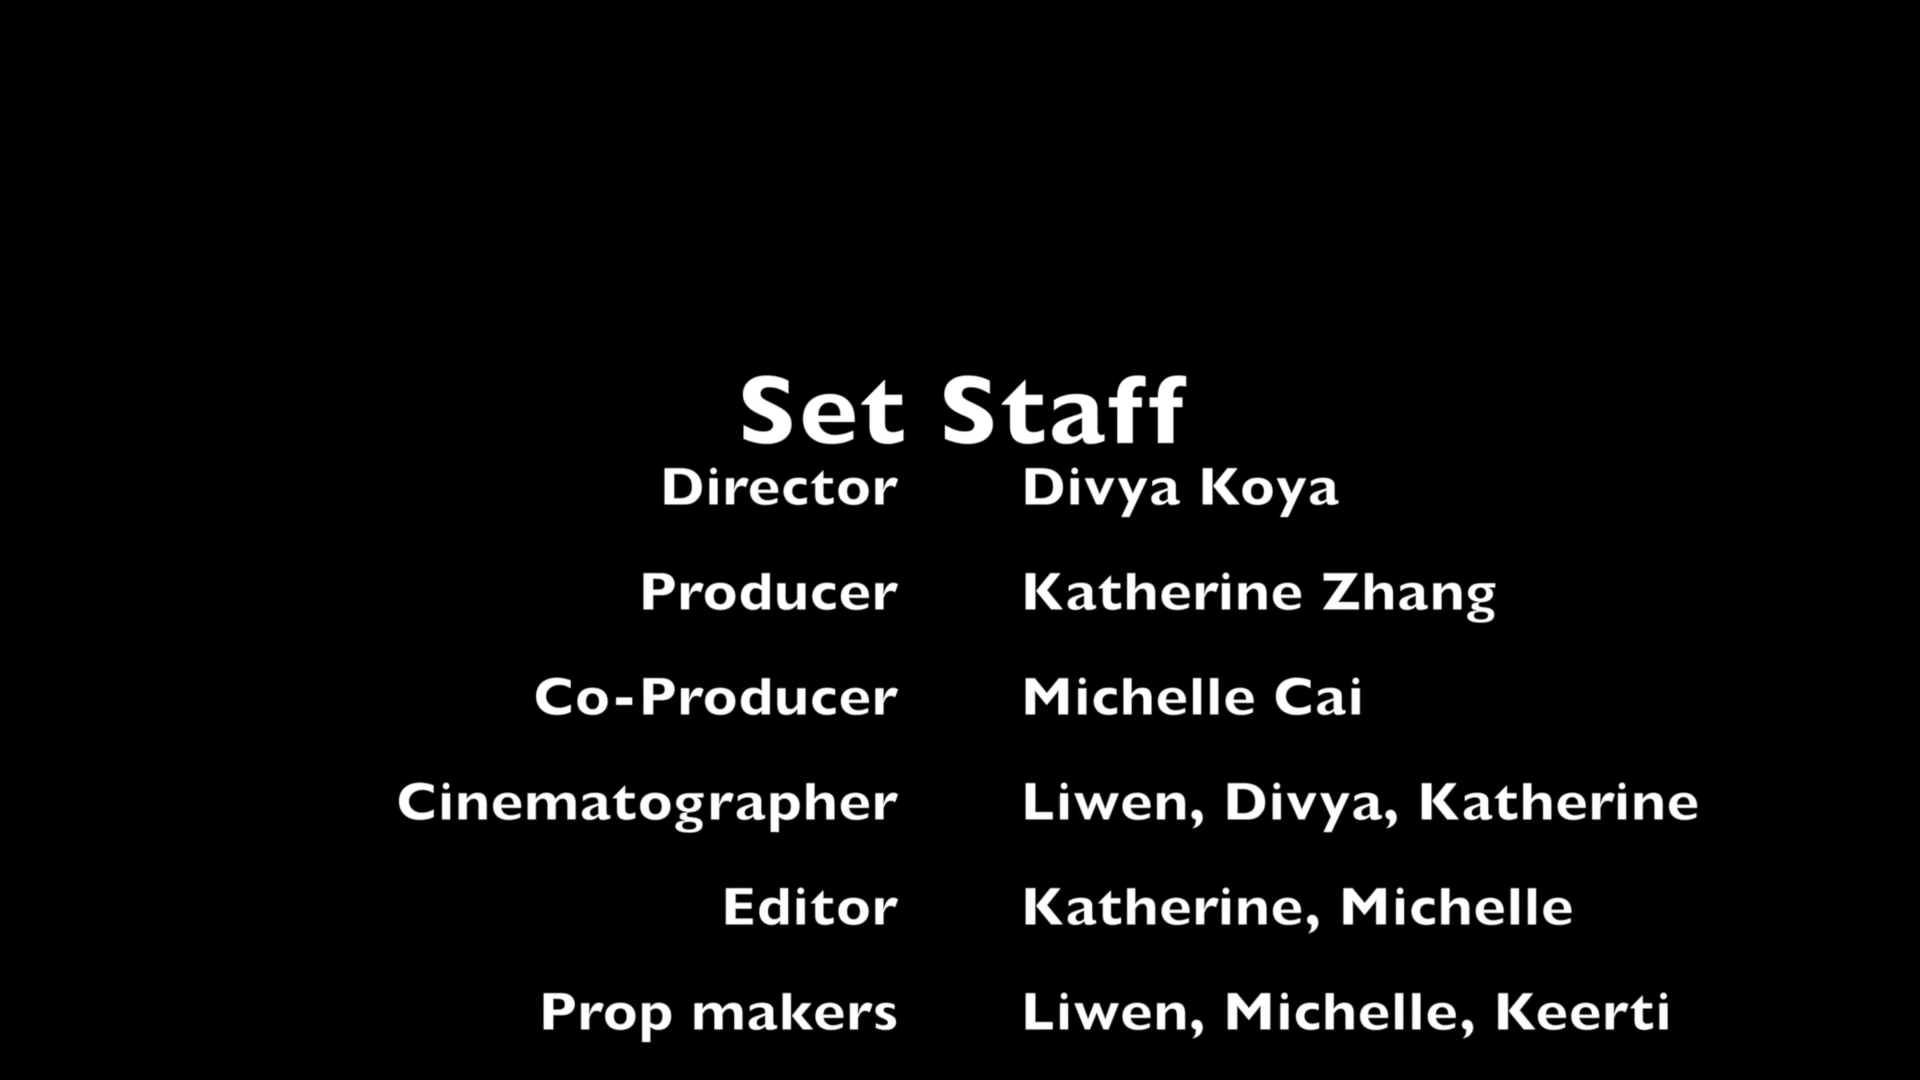 Set Staff
Director Divya Koya
Producer Katherine Zhang
Co-Producer Michelle Cai
Cinematographer Liwen, Divya, Katherine
Editor Katherine, Michelle
Prop makers Liwen, Michelle, Keerti